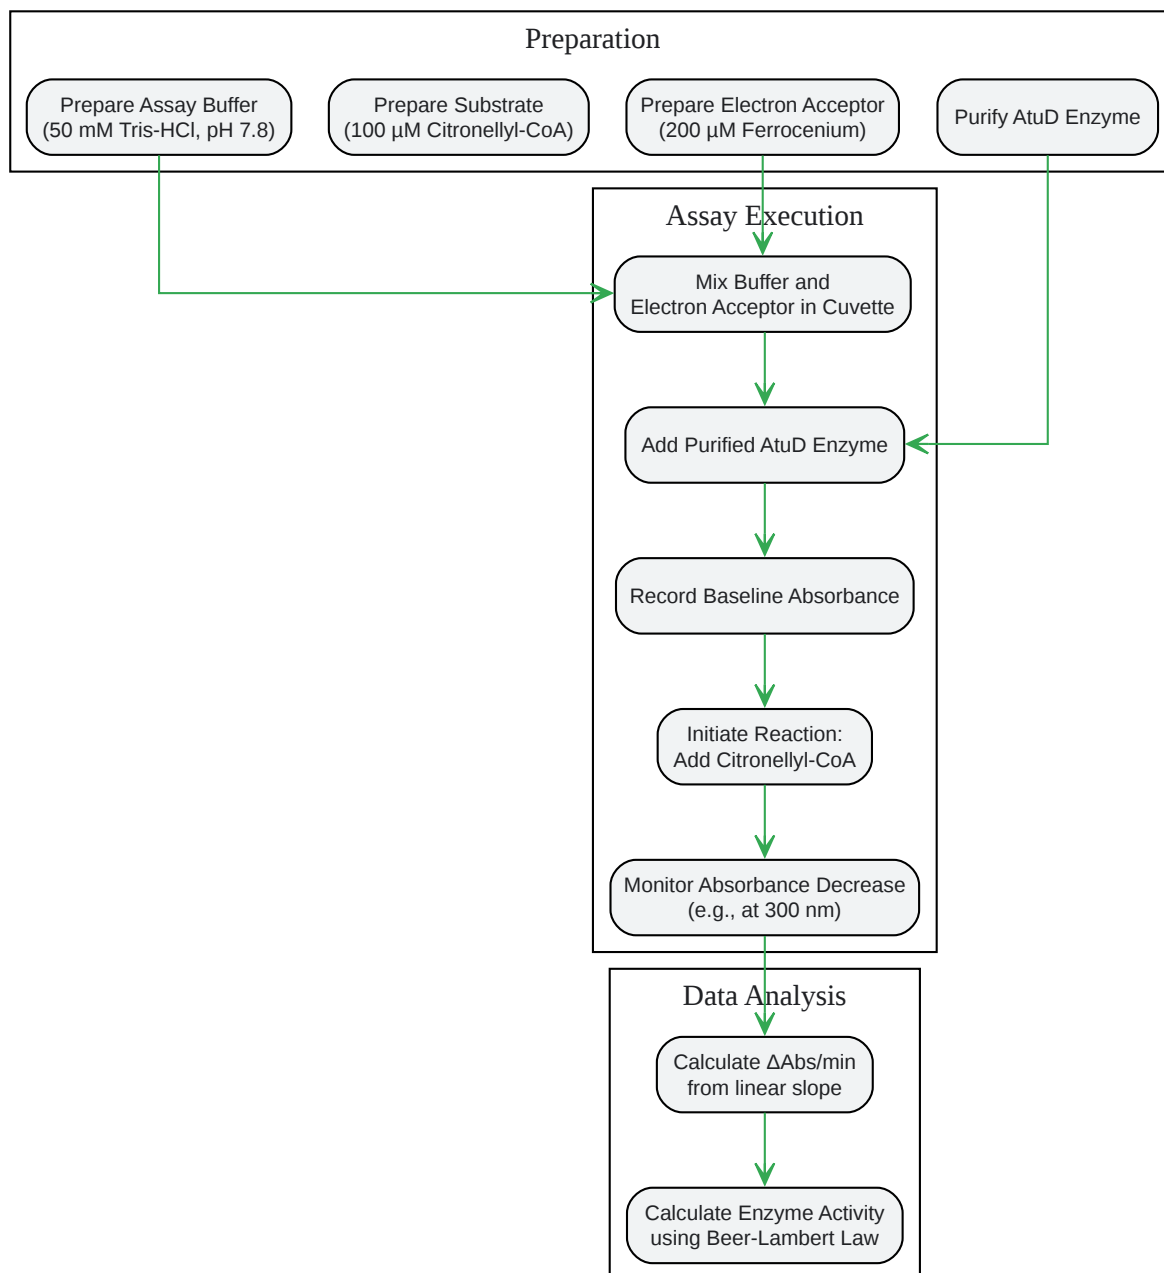 Preparation
Prepare Assay Buffer
(50 mM Tris-HCl, pH 7.8)
Prepare Substrate
(100 µM Citronellyl-CoA)
Prepare Electron Acceptor
(200 µM Ferrocenium)
Purify AtuD Enzyme
Assay Execution
Mix Buffer and
Electron Acceptor in Cuvette
Add Purified AtuD Enzyme
Record Baseline Absorbance
Initiate Reaction:
Add Citronellyl-CoA
Monitor Absorbance Decrease
(e.g., at 300 nm)
Data Analysis
Calculate ΔAbs/min
from linear slope
Calculate Enzyme Activity
using Beer-Lambert Law